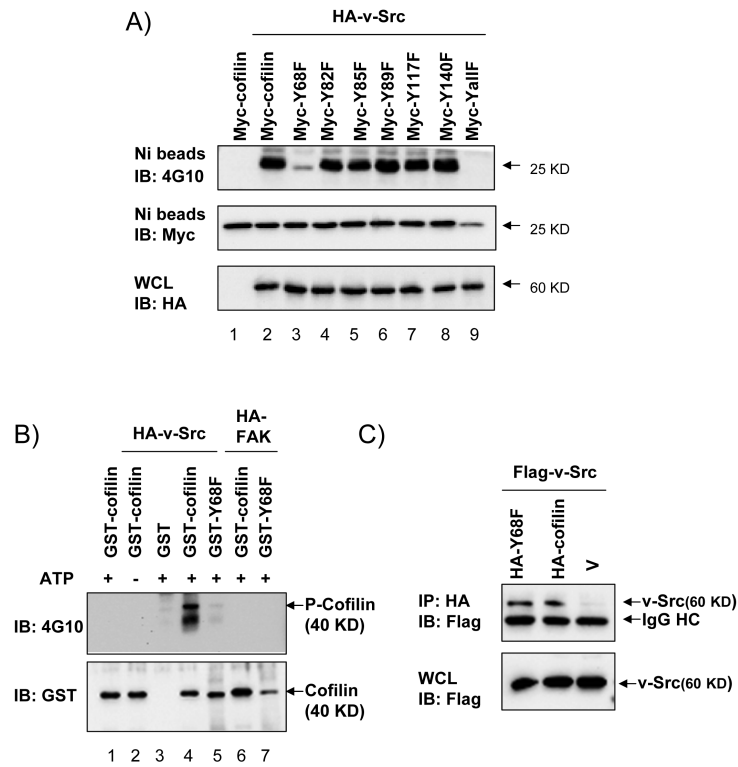 A)
HA-v-Src
Myc-cofilin
Myc-cofilin
Myc-Y68F
Myc-Y82F
Myc-Y85F
Myc-Y89F
Myc-Y117F
Myc-Y140F
Myc-YallF
Ni beads
IB: 4G10
25 KD
Ni beads
IB: Myc
25 KD
WCL
IB: HA
60 KD
1 2 3 4 5 6 7 8 9
B)
HA-v-Src
HA-
FAK
GST-cofilin
GST-cofilin
GST
GST-cofilin
GST-Y68F
GST-cofilin
GST-Y68F
ATP + - + + + + +
IB: 4G10
P-Cofilin
(40 KD)
IB: GST
Cofilin
(40 KD)
1 2 3 4 5 6 7
C)
Flag-v-Src
HA-Y68F
HA-cofilin
V
IP: HA
IB: Flag
v-Src(60 KD)
IgG HC
WCL
IB: Flag
v-Src(60 KD)